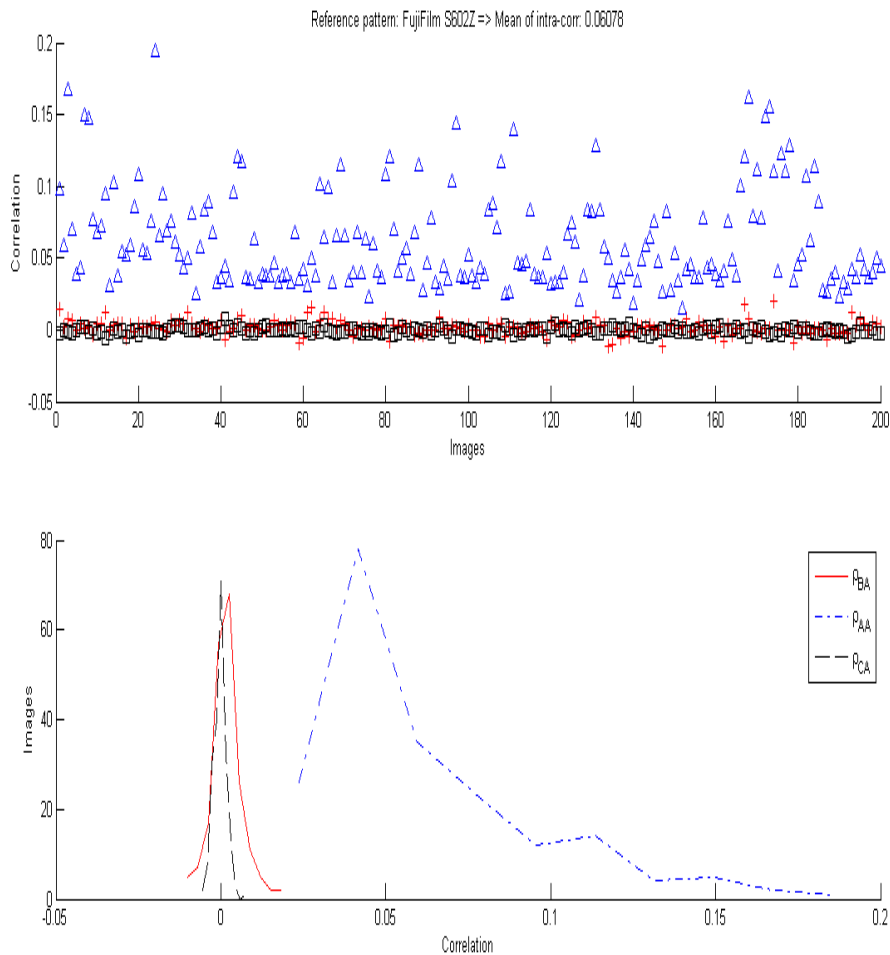 Reference pattern: FujiFilm S602Z => Mean of intra-corr: 0.06078
0.2
0.15
0.1
0.05
0
-0.05
Correlation
0 20 40 60 80 100 120 140 160 180 200
Images
80
60
40
20
0
Images
ρBA
ρAA
ρCA
-0.05 0 0.05 0.1 0.15 0.2
Correlation